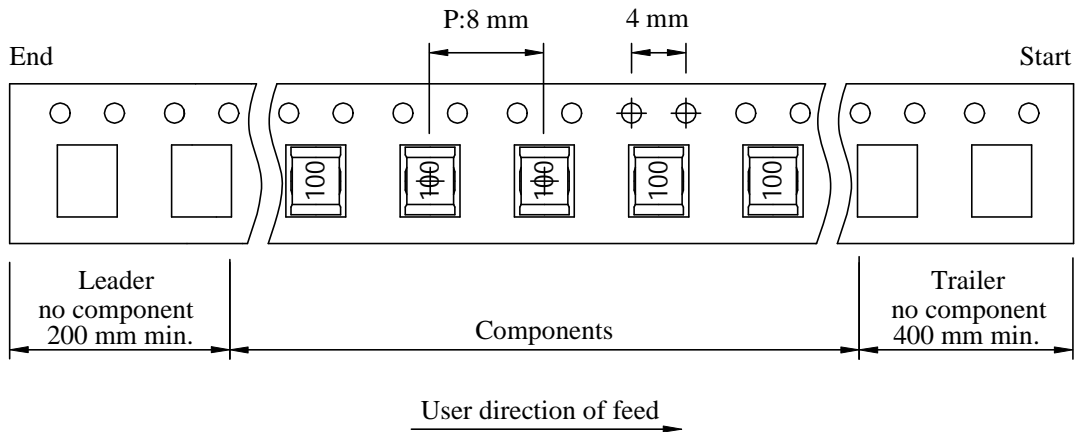 P:8 mm
4 mm
End
Start
100
100
100
100
100
Leader
no component
200 mm min.
Components
Trailer
no component
400 mm min.
User direction of feed